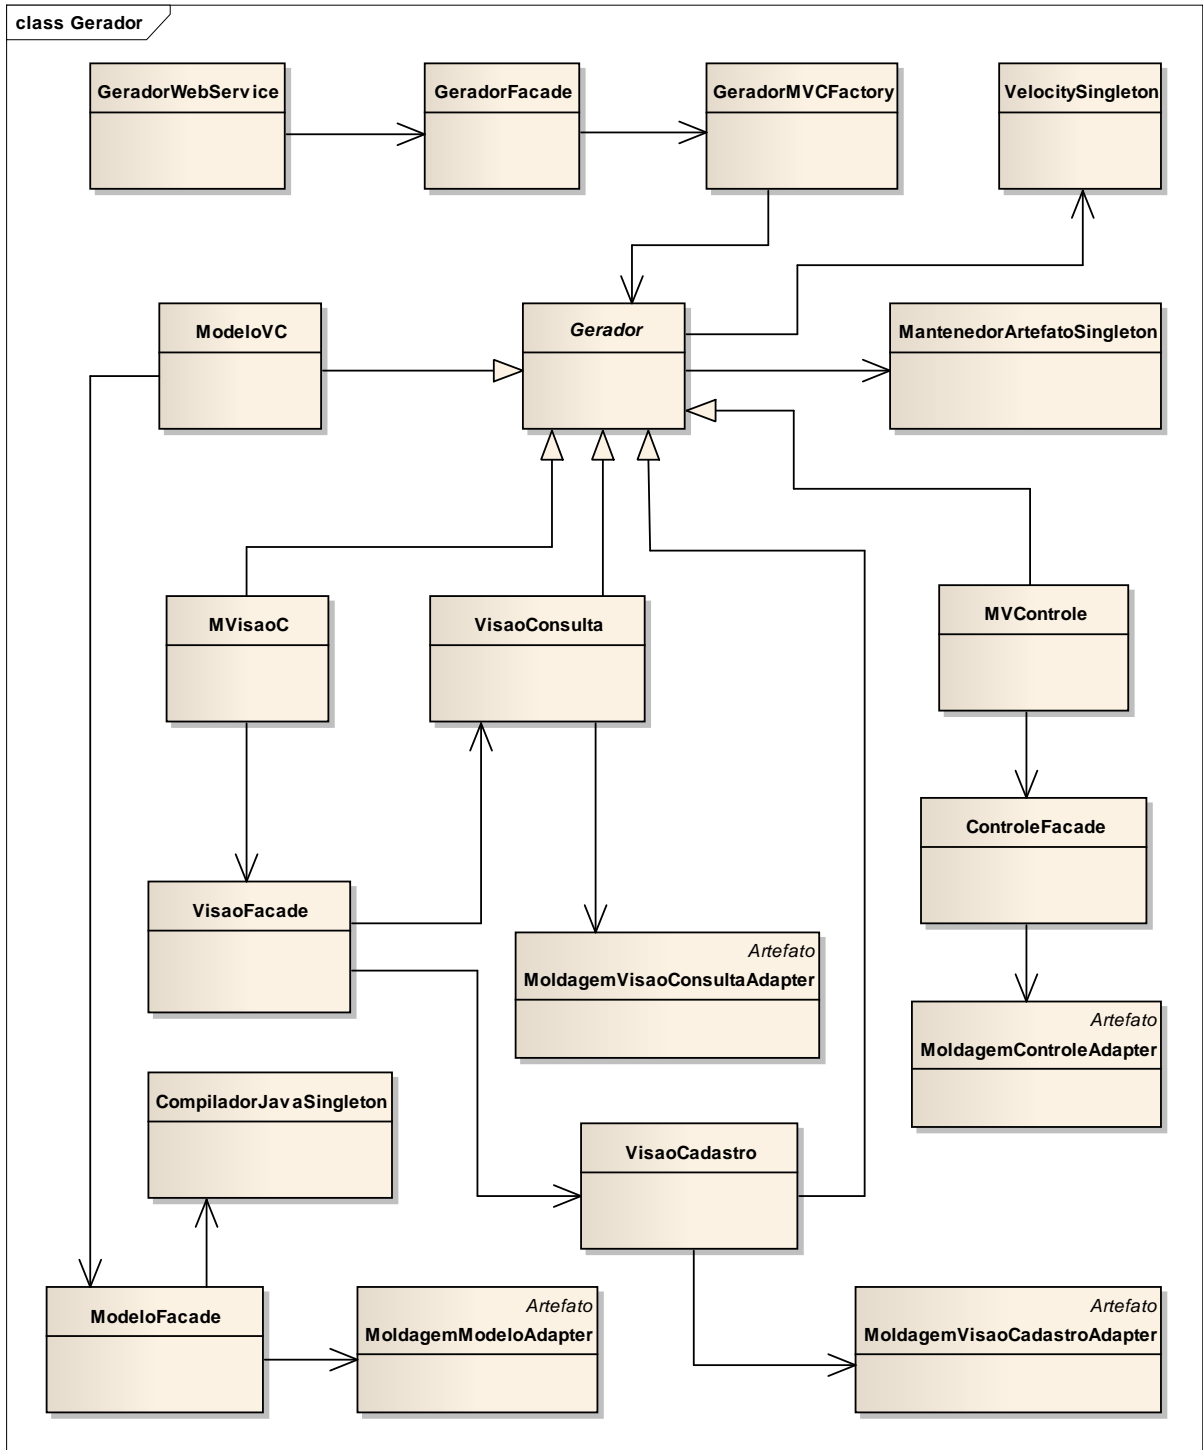 class Gerador
GeradorWebService
GeradorFacade
GeradorMVCFactory
VelocitySingleton
ModeloVC
Gerador
MantenedorArtefatoSingleton
MVisaoC
VisaoConsulta
MVControle
ControleFacade
VisaoFacade
Artefato
MoldagemVisaoConsultaAdapter
Artefato
MoldagemControleAdapter
CompiladorJavaSingleton
VisaoCadastro
ModeloFacade
Artefato
MoldagemModeloAdapter
Artefato
MoldagemVisaoCadastroAdapter